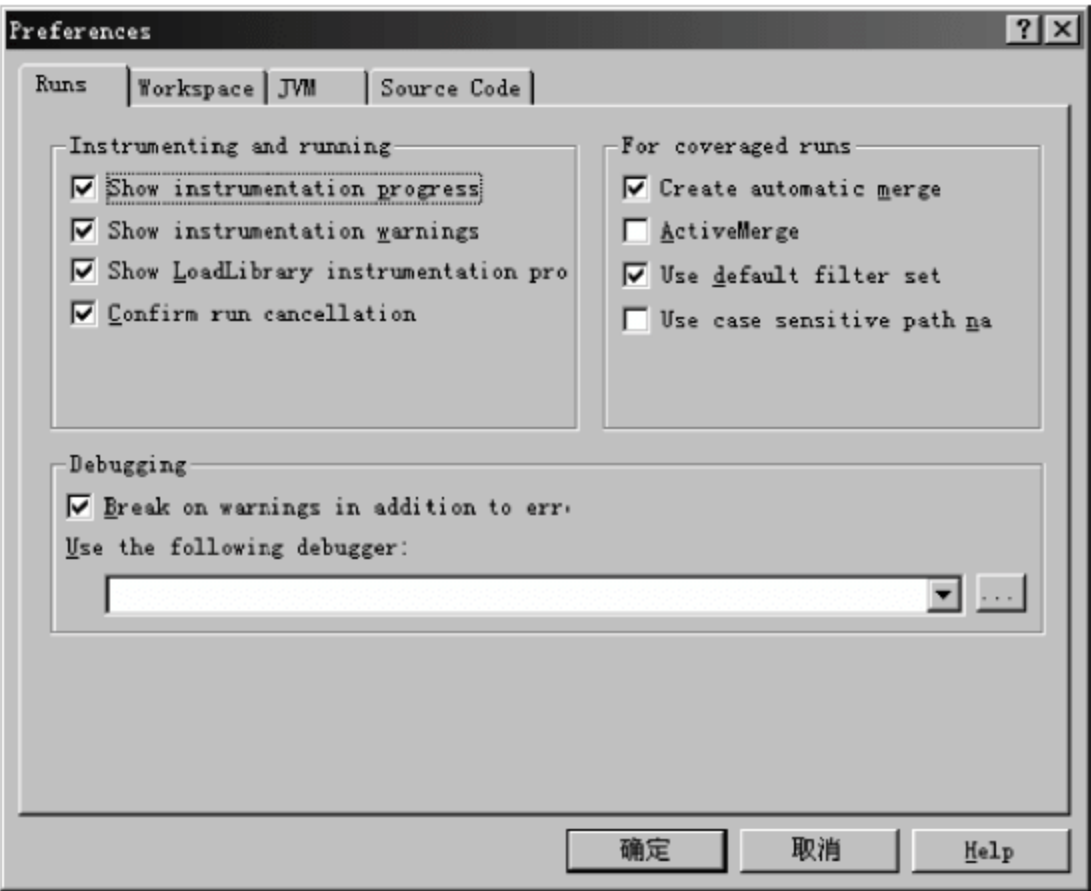 Preferences
Runs Workspace JVM Source Code
Instrumenting and running
Show instrumentation progress
Show instrumentation warnings
Show LoadLibrary instrumentation pro
Confirm run cancellation
For coveraged runs
Create automatic merge
ActiveMerge
Use default filter set
Use case sensitive path na
Debugging
Break on warnings in addition to err
Use the following debugger:
...
确定 取消 Help